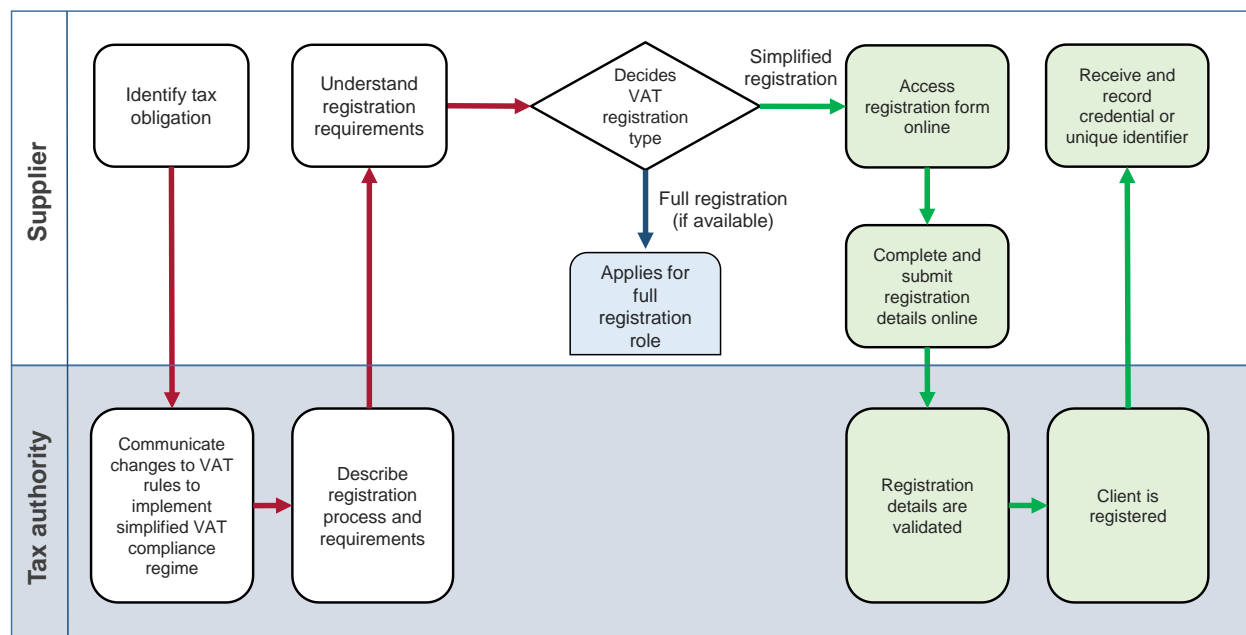 Supplier
Identify tax
obligation
Understand
registration
requirements
Decides
VAT
registration
type
Simplified
registration
Full registration
(if available)
Applies for
full
registration
role
Access
registration form
online
Complete and
submit
registration
details online
Receive and
record
credential or
unique identifier
Tax authority
Communicate
changes to VAT
rules to
implement
simplified VAT
compliance
regime
Describe
registration
process and
requirements
Registration
details are
validated
Client is
registered